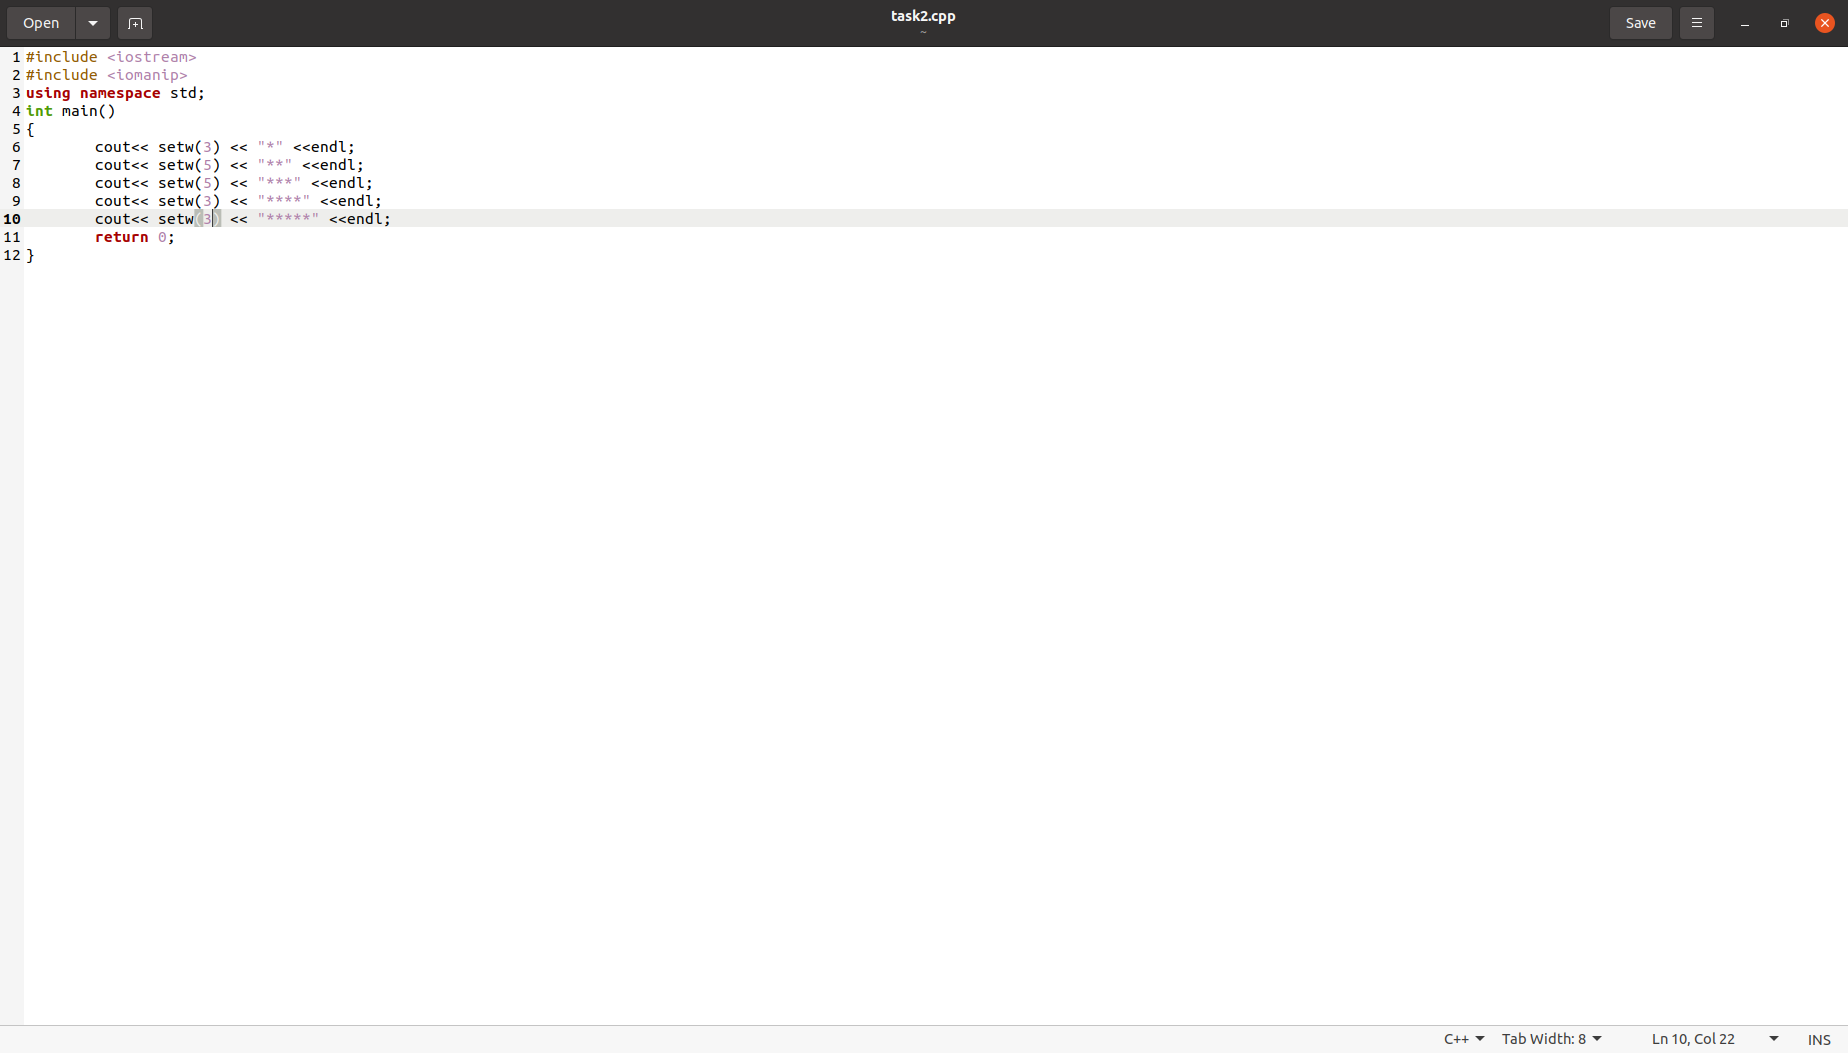 Open
task2.cpp
~
Save
1 #include <iostream>
2 #include <iomanip>
3 using namespace std;
4 int main()
5 {
6 cout<< setw(3) << "*" <<endl;
7 cout<< setw(5) << "**" <<endl;
8 cout<< setw(5) << "***" <<endl;
9 cout<< setw(3) << "****" <<endl;
10 cout<< setw(3) << "*****" <<endl;
11 return 0;
12 }
C++ Tab Width: 8 Ln 10, Col 22 INS